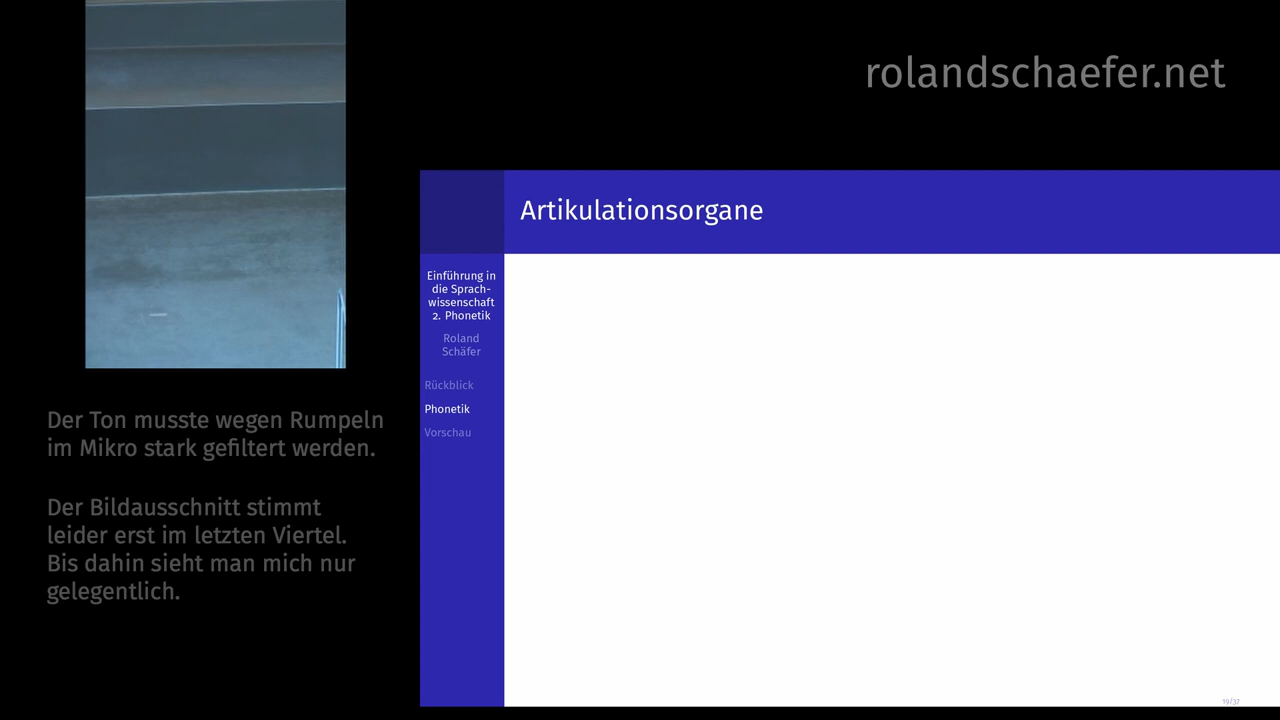 rolandschaefer.net
Artikulationsorgane
Einführung in
die Sprach-
wissenschaft
2. Phonetik
Roland
Schäfer
Rückblick
Phonetik
Vorschau
Der Ton musste wegen Rumpeln
im Mikro stark gefiltert werden.
Der Bildausschnitt stimmt
leider erst im letzten Viertel.
Bis dahin sieht man mich nur
gelegentlich.
19/37